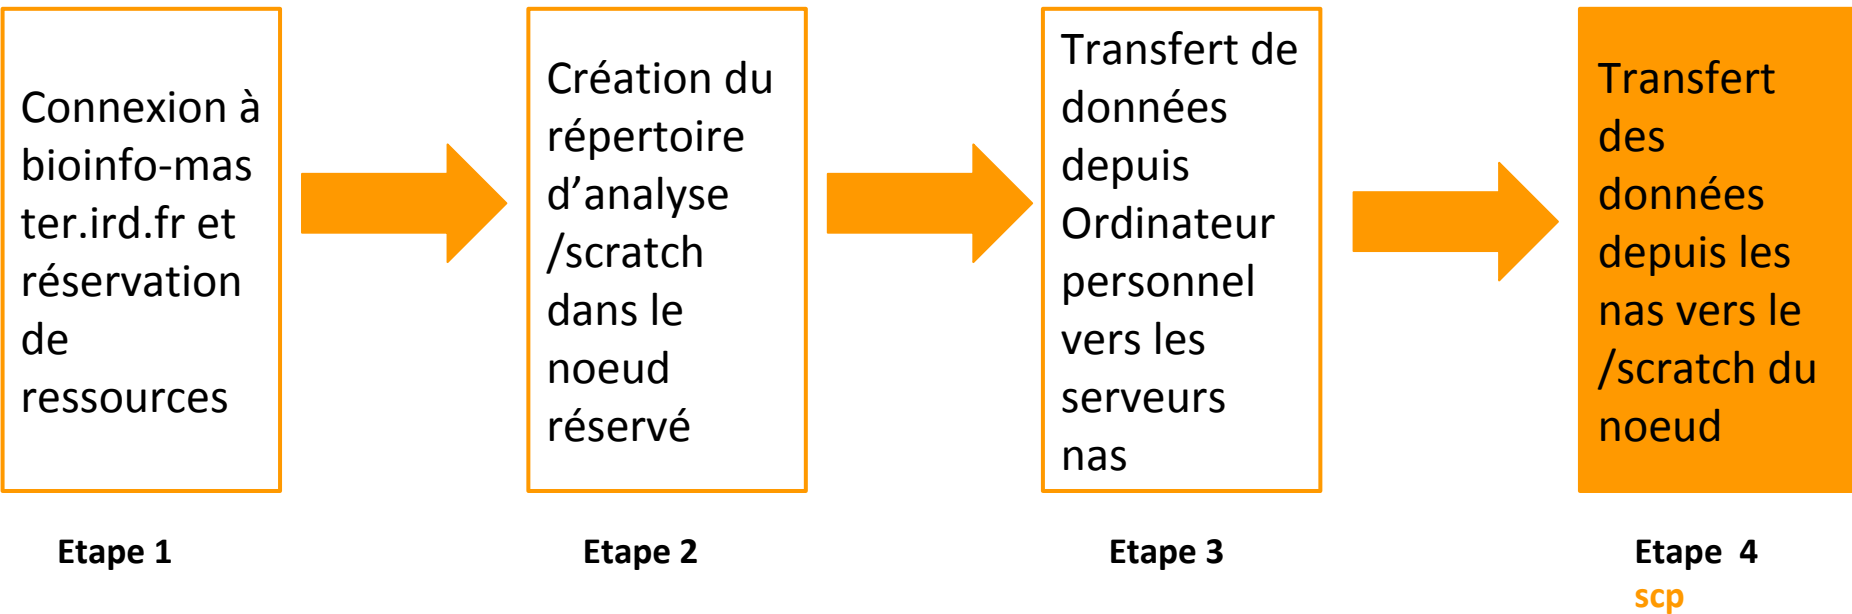 Connexion à
bioinfo-mas
ter.ird.fr et
réservation
de
ressources
Création du
répertoire
d’analyse
/scratch
dans le
noeud
réservé
Transfert de
données
depuis
Ordinateur
personnel
vers les
serveurs
nas
Transfert
des
données
depuis les
nas vers le
/scratch du
noeud
Etape 1
Etape 2
Etape 3
Etape  4
scp